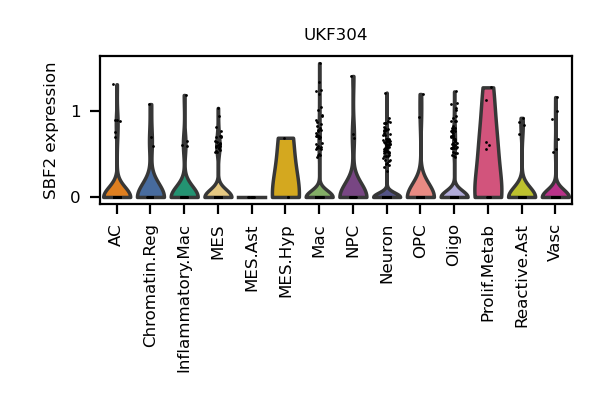 UKF304
SBF2 expression
1
0
AC
Chromatin.Reg
Inflammatory.Mac
MES
MES.Ast
MES.Hyp
Mac
NPC
Neuron
OPC
Oligo
Prolif.Metab
Reactive.Ast
Vasc